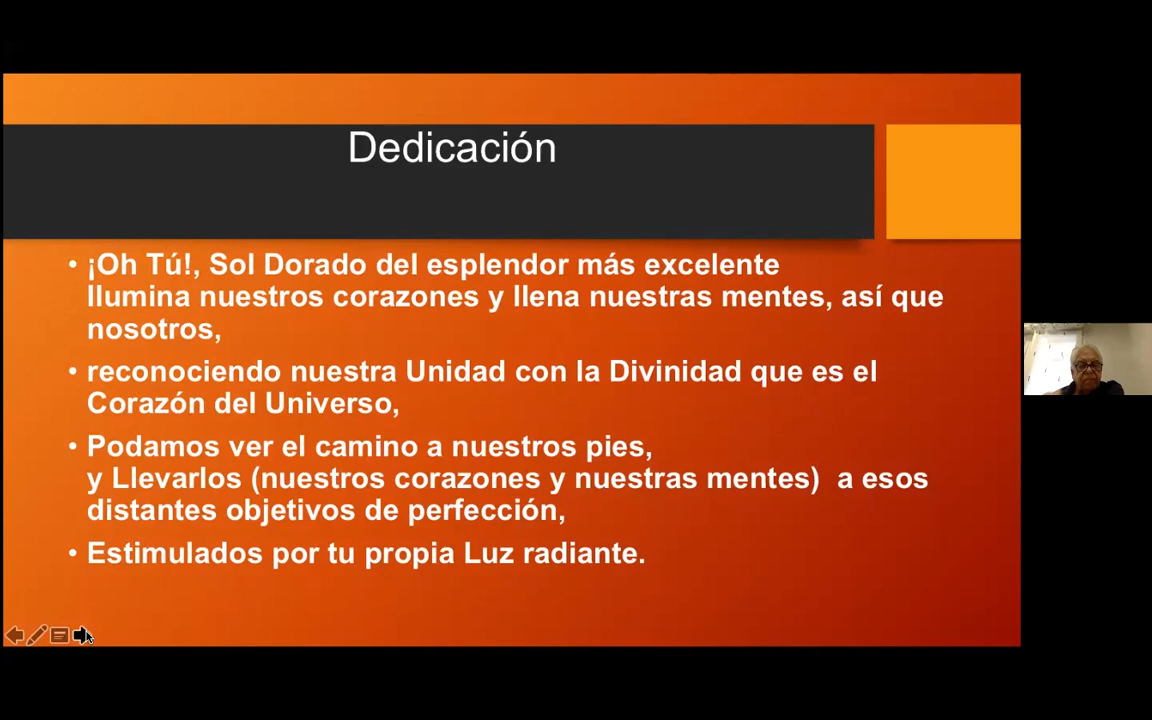 Dedicación
• ¡Oh Tú!, Sol Dorado del esplendor más excelente
Ilumina nuestros corazones y llena nuestras mentes, así que
nosotros,
• reconociendo nuestra Unidad con la Divinidad que es el
Corazón del Universo,
• Podamos ver el camino a nuestros pies,
y Llevarlos (nuestros corazones y nuestras mentes)  a esos
distantes objetivos de perfección,
• Estimulados por tu propia Luz radiante.